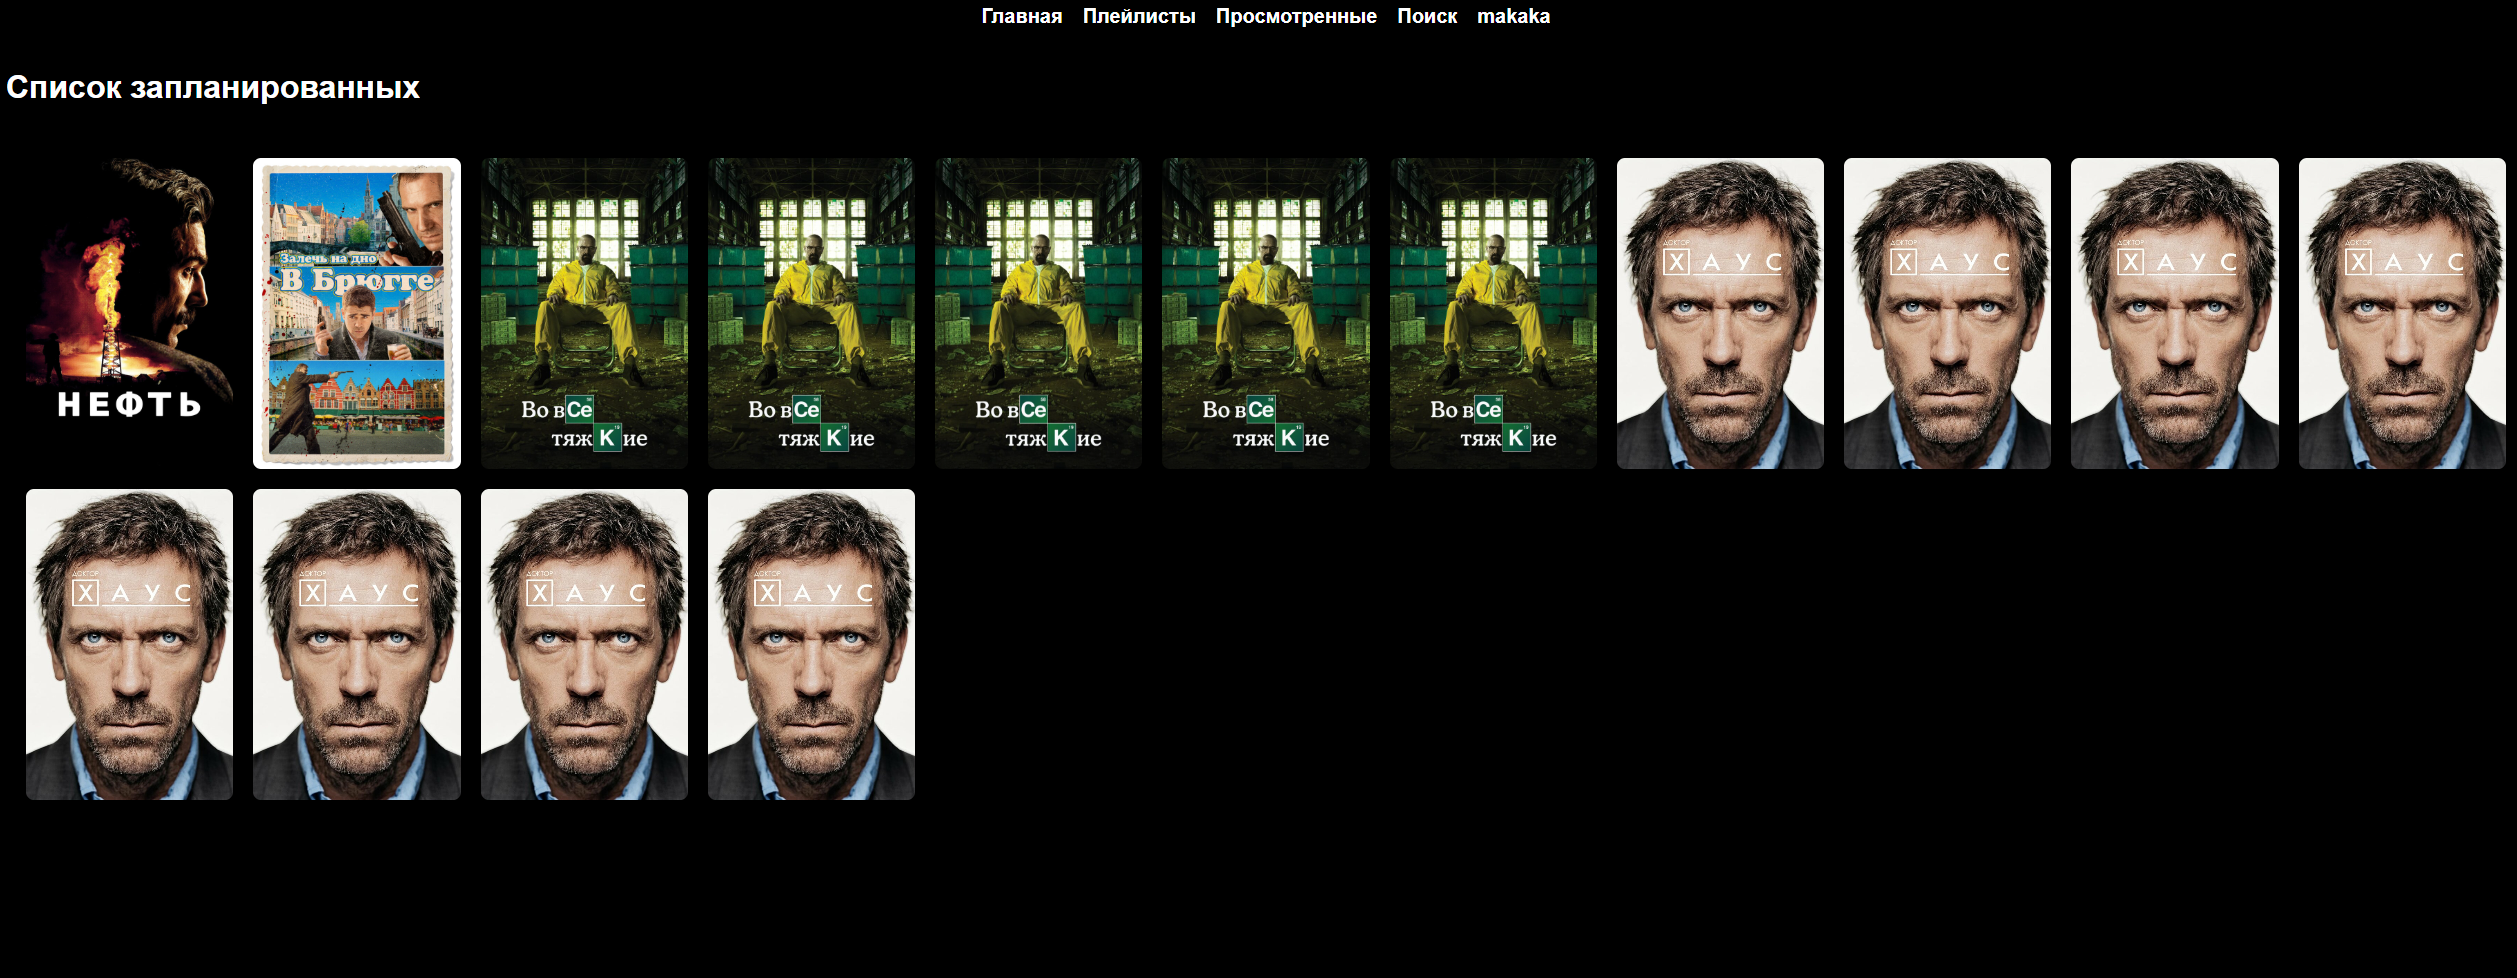 Главная Плейлисты Просмотренные Поиск makaka
Список запланированных
НЕФТЬ
Залечь на дно
В Брюгге
Во вСе
тяжКие
Во вСе
тяжКие
Во вСе
тяжКие
Во вСе
тяжКие
Во вСе
тяжКие
ДОКТОР
ХАУС
ДОКТОР
ХАУС
ДОКТОР
ХАУС
ДОКТОР
ХАУС
ДОКТОР
ХАУС
ДОКТОР
ХАУС
ДОКТОР
ХАУС
ДОКТОР
ХАУС